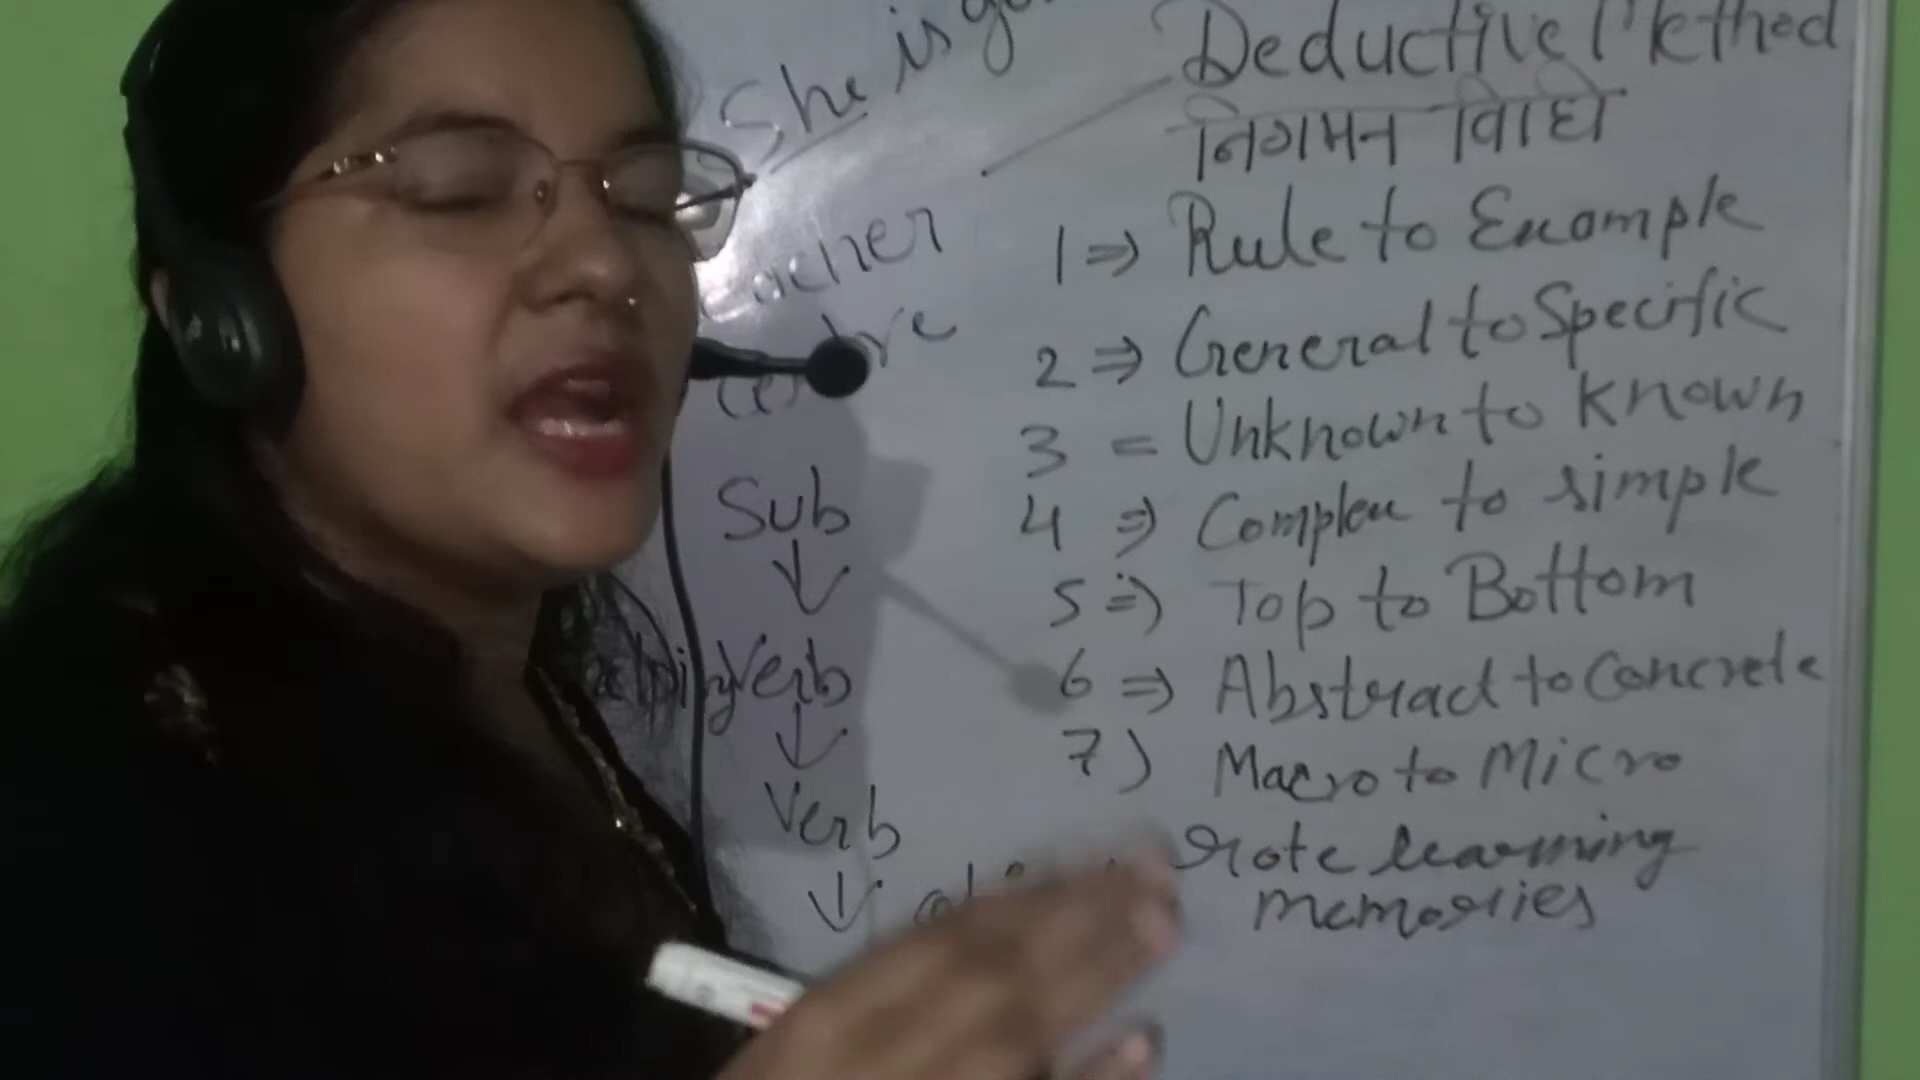 She is
Deductive Method
निगमन विधि
1 ⇒ Rule to Example
2 ⇒ General to Specific
3 = Unknown to Known
4 ⇒ Complex to simple
5 ⇒ Top to Bottom
6 ⇒ Abstract to Concrete
7) Macro to Micro
rote learning
memories
Sub
↓
helping Verb
↓
Verb
↓